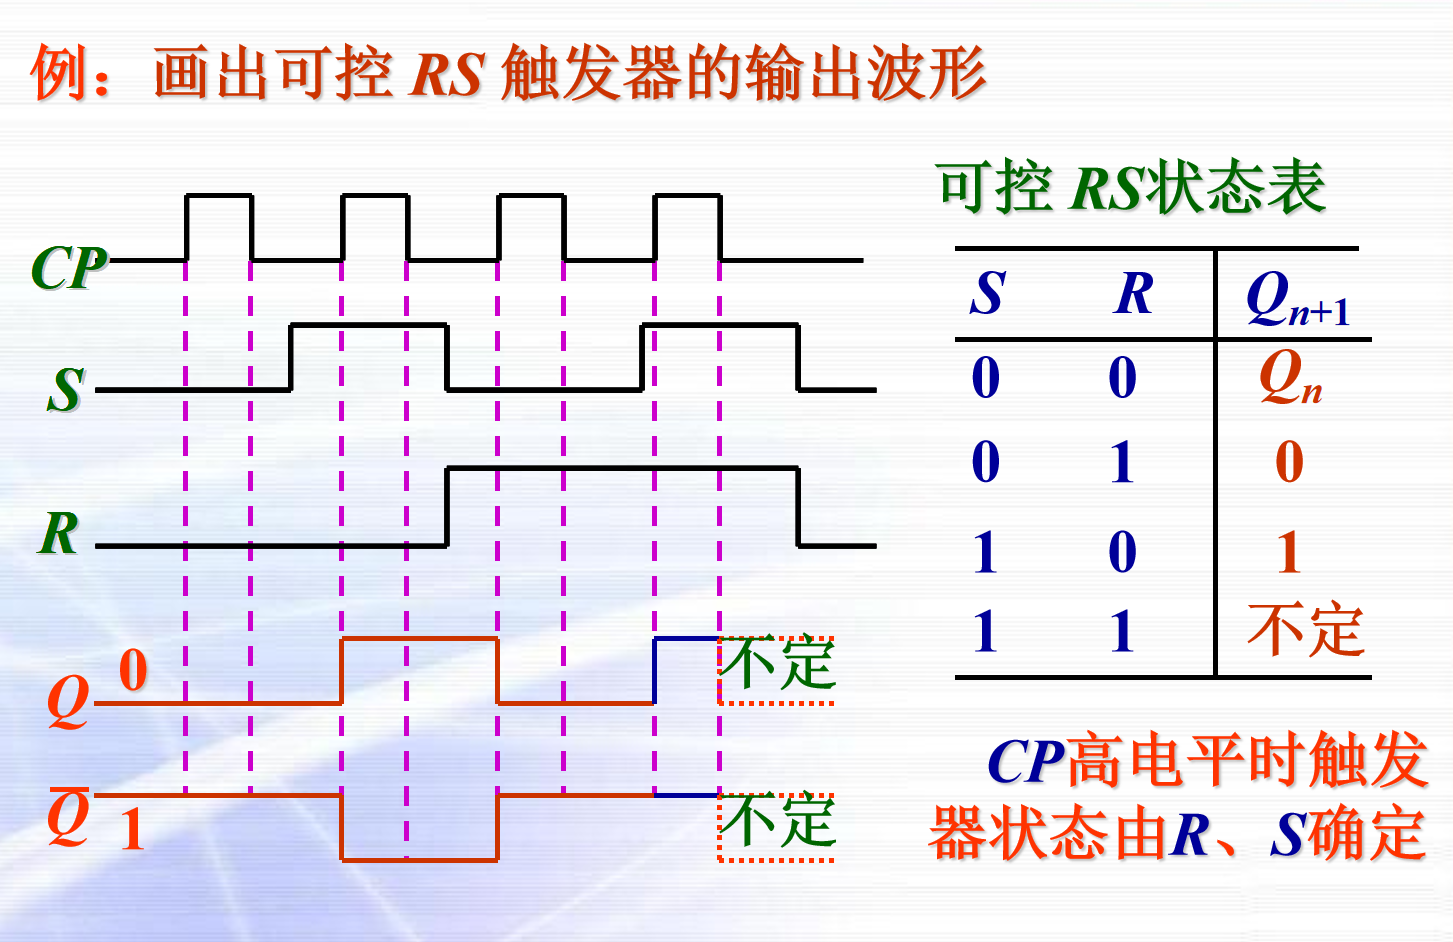 例：画出可控 RS 触发器的输出波形
可控 RS状态表
CP
S
R
Q 0
Q̅ 1
不定
不定
S R Qn+1
0 0 Qn
0 1 0
1 0 1
1 1 不定
CP高电平时触发
器状态由R、S确定